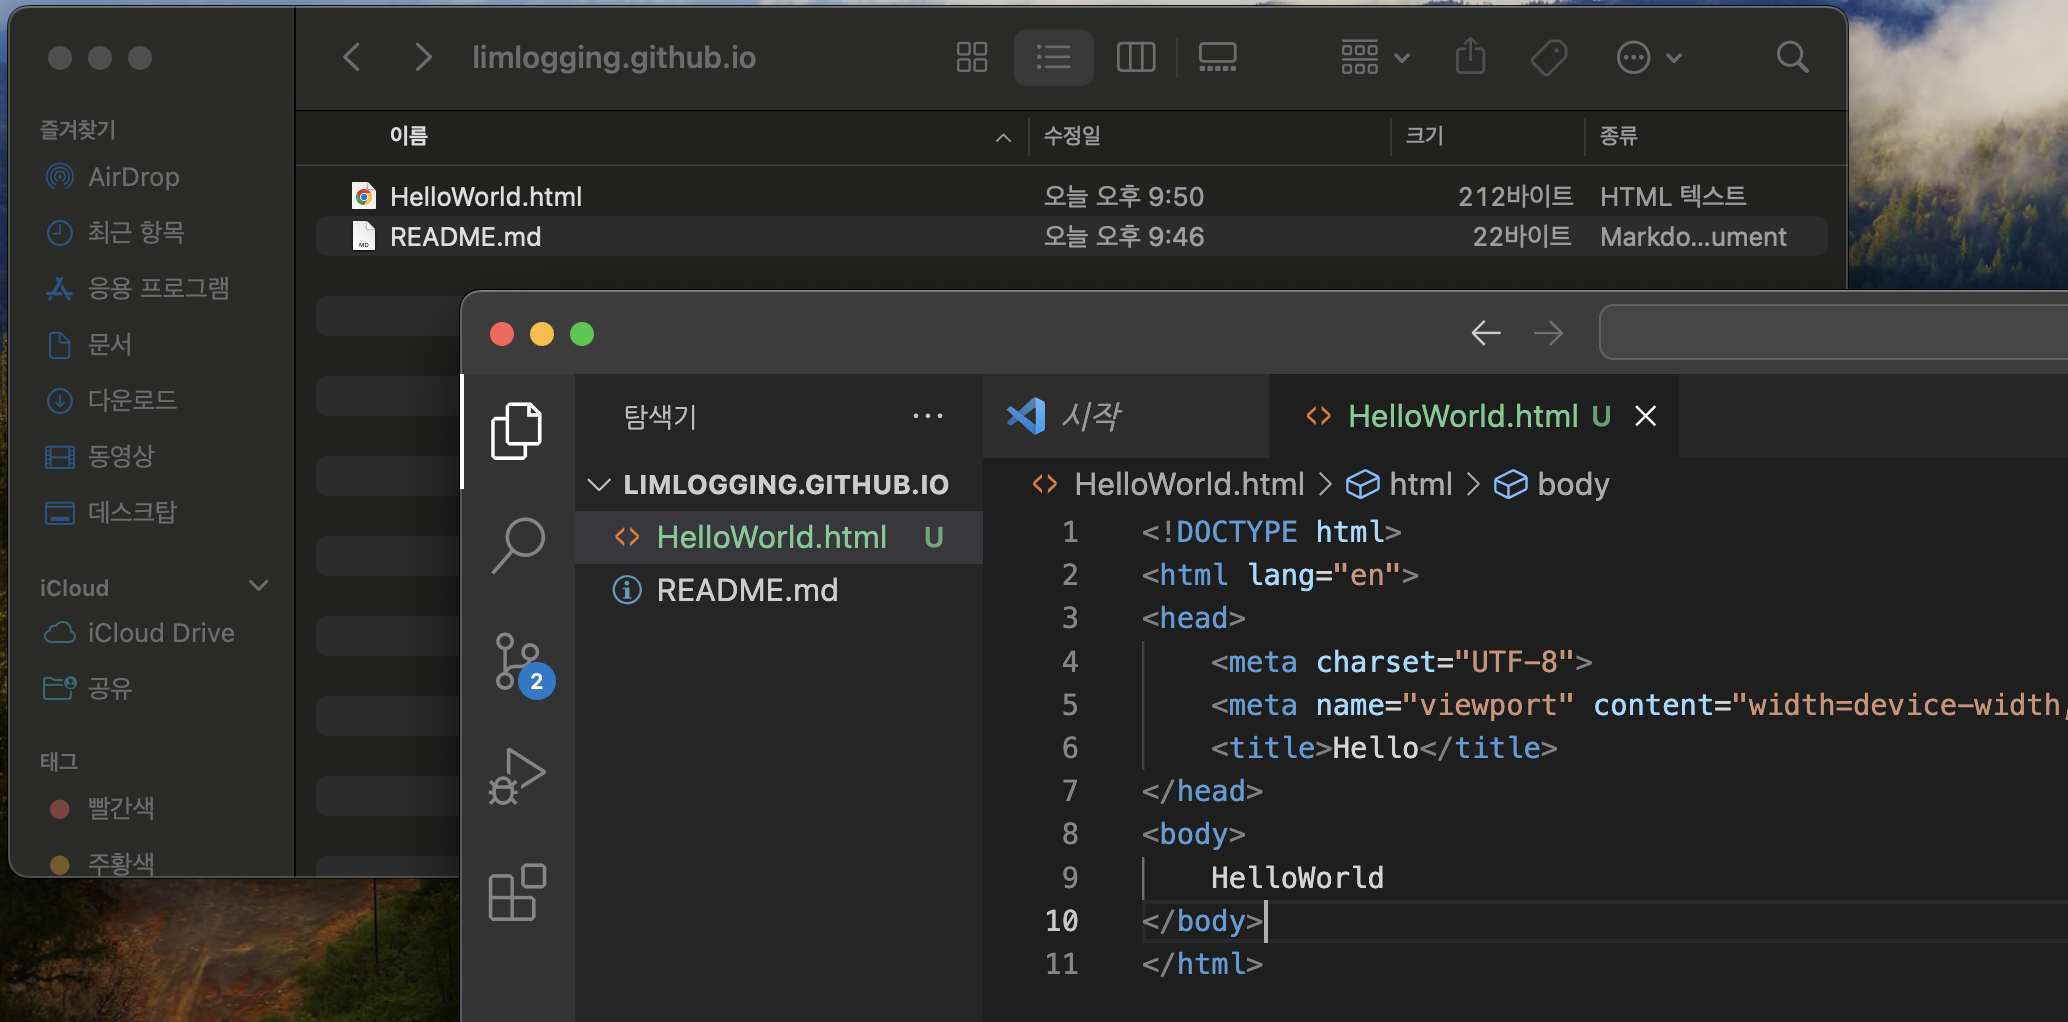 limlogging.github.io
즐겨찾기
AirDrop
최근 항목
응용 프로그램
문서
다운로드
동영상
데스크탑
iCloud
iCloud Drive
공유
태그
빨간색
주황색
이름 수정일 크기 종류
HelloWorld.html 오늘 오후 9:50 212바이트 HTML 텍스트
MD README.md 오늘 오후 9:46 22바이트 Markdo...ument
탐색기 ···
LIMLOGGING.GITHUB.IO
HelloWorld.html U
README.md
2
시작 HelloWorld.html U
HelloWorld.html > html > body
1 <!DOCTYPE html>
2 <html lang="en">
3 <head>
4 <meta charset="UTF-8">
5 <meta name="viewport" content="width=device-width,
6 <title>Hello</title>
7 </head>
8 <body>
9 HelloWorld
10 </body>
11 </html>